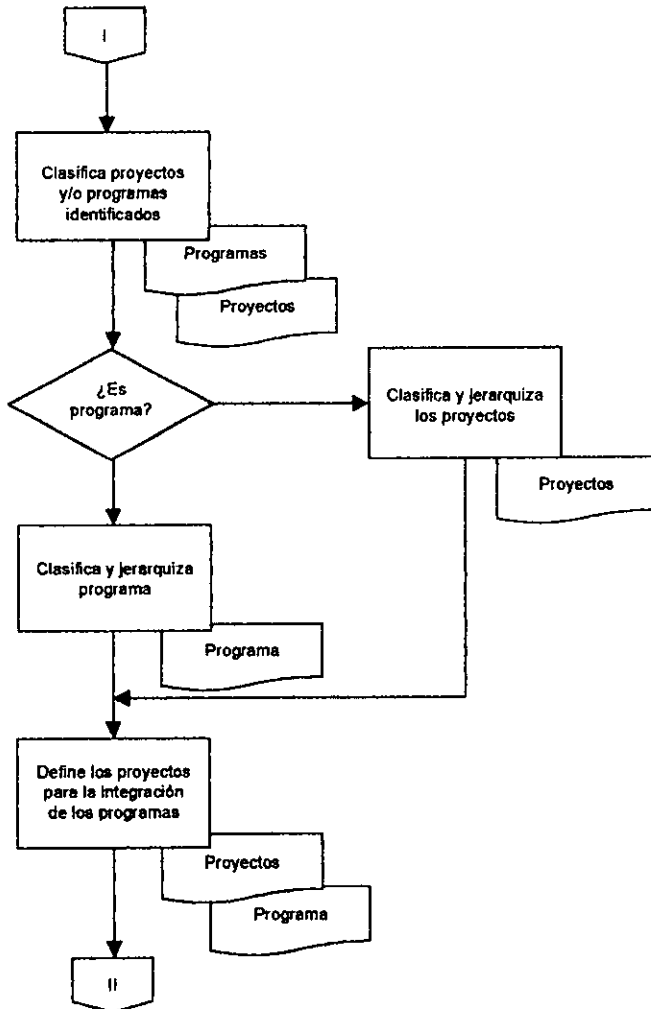 I
Clasifica proyectos
y/o programas
identificados
Programas
Proyectos
¿Es
programa?
Clasifica y jerarquiza
los proyectos
Proyectos
Clasifica y jerarquiza
programa
Programa
Define los proyectos
para la integración
de los programas
Proyectos
Programa
II